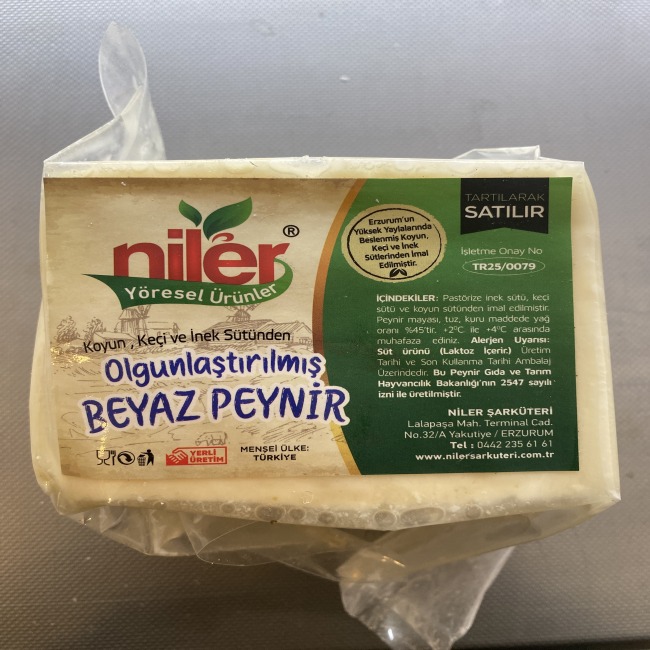 niler®
Yöresel Ürünler
Koyun , Keçi ve İnek Sütünden
Olgunlaştırılmış
BEYAZ PEYNİR
YERLİ
ÜRETİM
MENŞEİ ÜLKE:
TÜRKİYE
Erzurum'un
Yüksek Yaylalarında
Beslenmiş Koyun,
Keçi ve İnek
Sütlerinden İmal
Edilmiştir.
TARTILARAK
SATILIR
İşletme Onay No
TR25/0079
İÇİNDEKİLER: Pastörize inek sütü, keçi
sütü ve koyun sütünden imal edilmiştir.
Peynir mayası, tuz, kuru maddede yağ
oranı %45'tir. +2ºC ile +4ºC arasında
muhafaza ediniz. Alerjen Uyarısı:
Süt ürünü (Laktoz İçerir.) Üretim
Tarihi ve Son Kullanma Tarihi Ambalaj
Üzerindedir. Bu Peynir Gıda ve Tarım
Hayvancılık Bakanlığı'nın 2547 sayılı
izni ile üretilmiştir.
NİLER ŞARKÜTERİ
Lalapaşa Mah. Terminal Cad.
No.32/A Yakutiye / ERZURUM
Tel : 0442 235 61 61
www.nilersarkuteri.com.tr